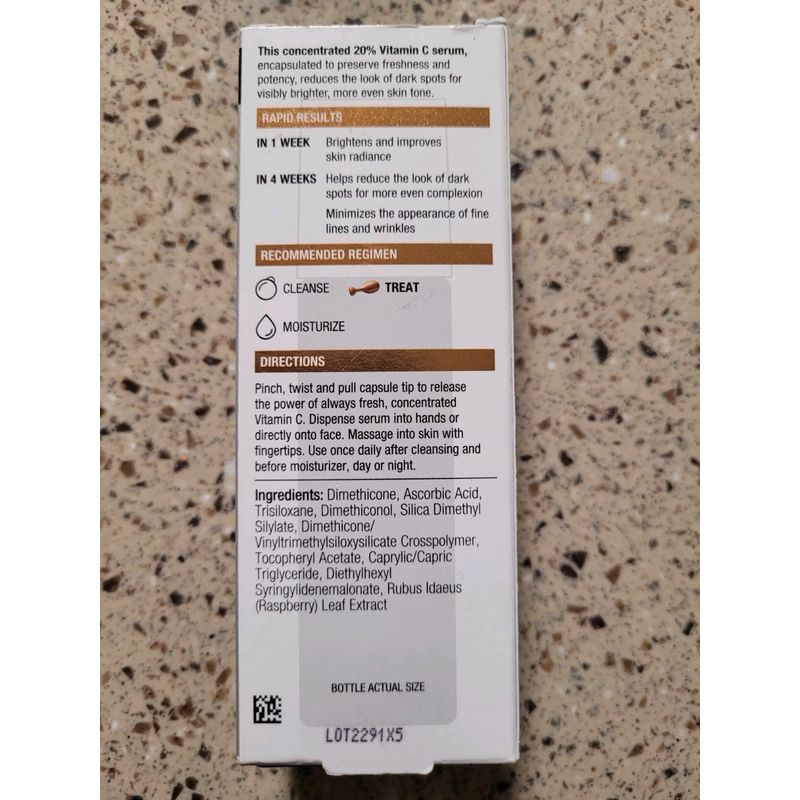 This concentrated 20% Vitamin C serum,
encapsulated to preserve freshness and
potency, reduces the look of dark spots for
visibly brighter, more even skin tone.
RAPID RESULTS
IN 1 WEEK Brightens and improves
skin radiance
IN 4 WEEKS Helps reduce the look of dark
spots for more even complexion
Minimizes the appearance of fine
lines and wrinkles
RECOMMENDED REGIMEN
CLEANSE TREAT
MOISTURIZE
DIRECTIONS
Pinch, twist and pull capsule tip to release
the power of always fresh, concentrated
Vitamin C. Dispense serum into hands or
directly onto face. Massage into skin with
fingertips. Use once daily after cleansing and
before moisturizer, day or night.
Ingredients: Dimethicone, Ascorbic Acid,
Trisiloxane, Dimethiconol, Silica Dimethyl
Silylate, Dimethicone/
Vinyltrimethylsiloxysilicate Crosspolymer,
Tocopheryl Acetate, Caprylic/Capric
Triglyceride, Diethylhexyl
Syringylidenemalonate, Rubus Idaeus
(Raspberry) Leaf Extract
BOTTLE ACTUAL SIZE
LOT2291X5